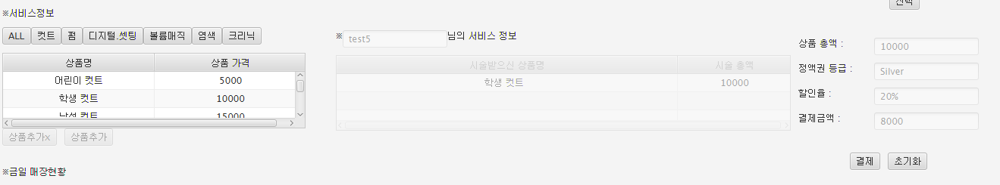 선택
※서비스정보
ALL 컷트 펌 디지털.셋팅 볼륨매직 염색 크리닉
상품명 상품 가격
어린이 컷트 5000
학생 컷트 10000
남성 컷트 15000
상품추가x 상품추가
※ test5 님의 서비스 정보
시술받으신 상품명 시술 총액
학생 컷트 10000
상품 총액 : 10000
정액권 등급 : Silver
할인율 : 20%
결제금액 : 8000
결제 초기화
※금일 매장현황